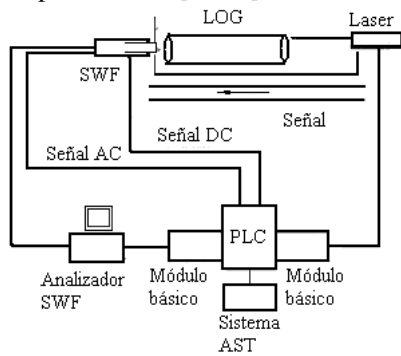 LOG
Laser
SWF
Señal DC
Señal
Señal AC
PLC
Analizador
SWF
Módulo
básico
Módulo
básico
Sistema
AST